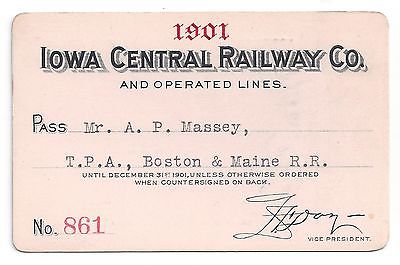 1901
IOWA CENTRAL RAILWAY CO.
AND OPERATED LINES.
PASS Mr. A. P. Massey,
T.P.A., Boston & Maine R.R.
UNTIL DECEMBER 31ST 1901, UNLESS OTHERWISE ORDERED
WHEN COUNTERSIGNED ON BACK.
No. 861
VICE PRESIDENT.